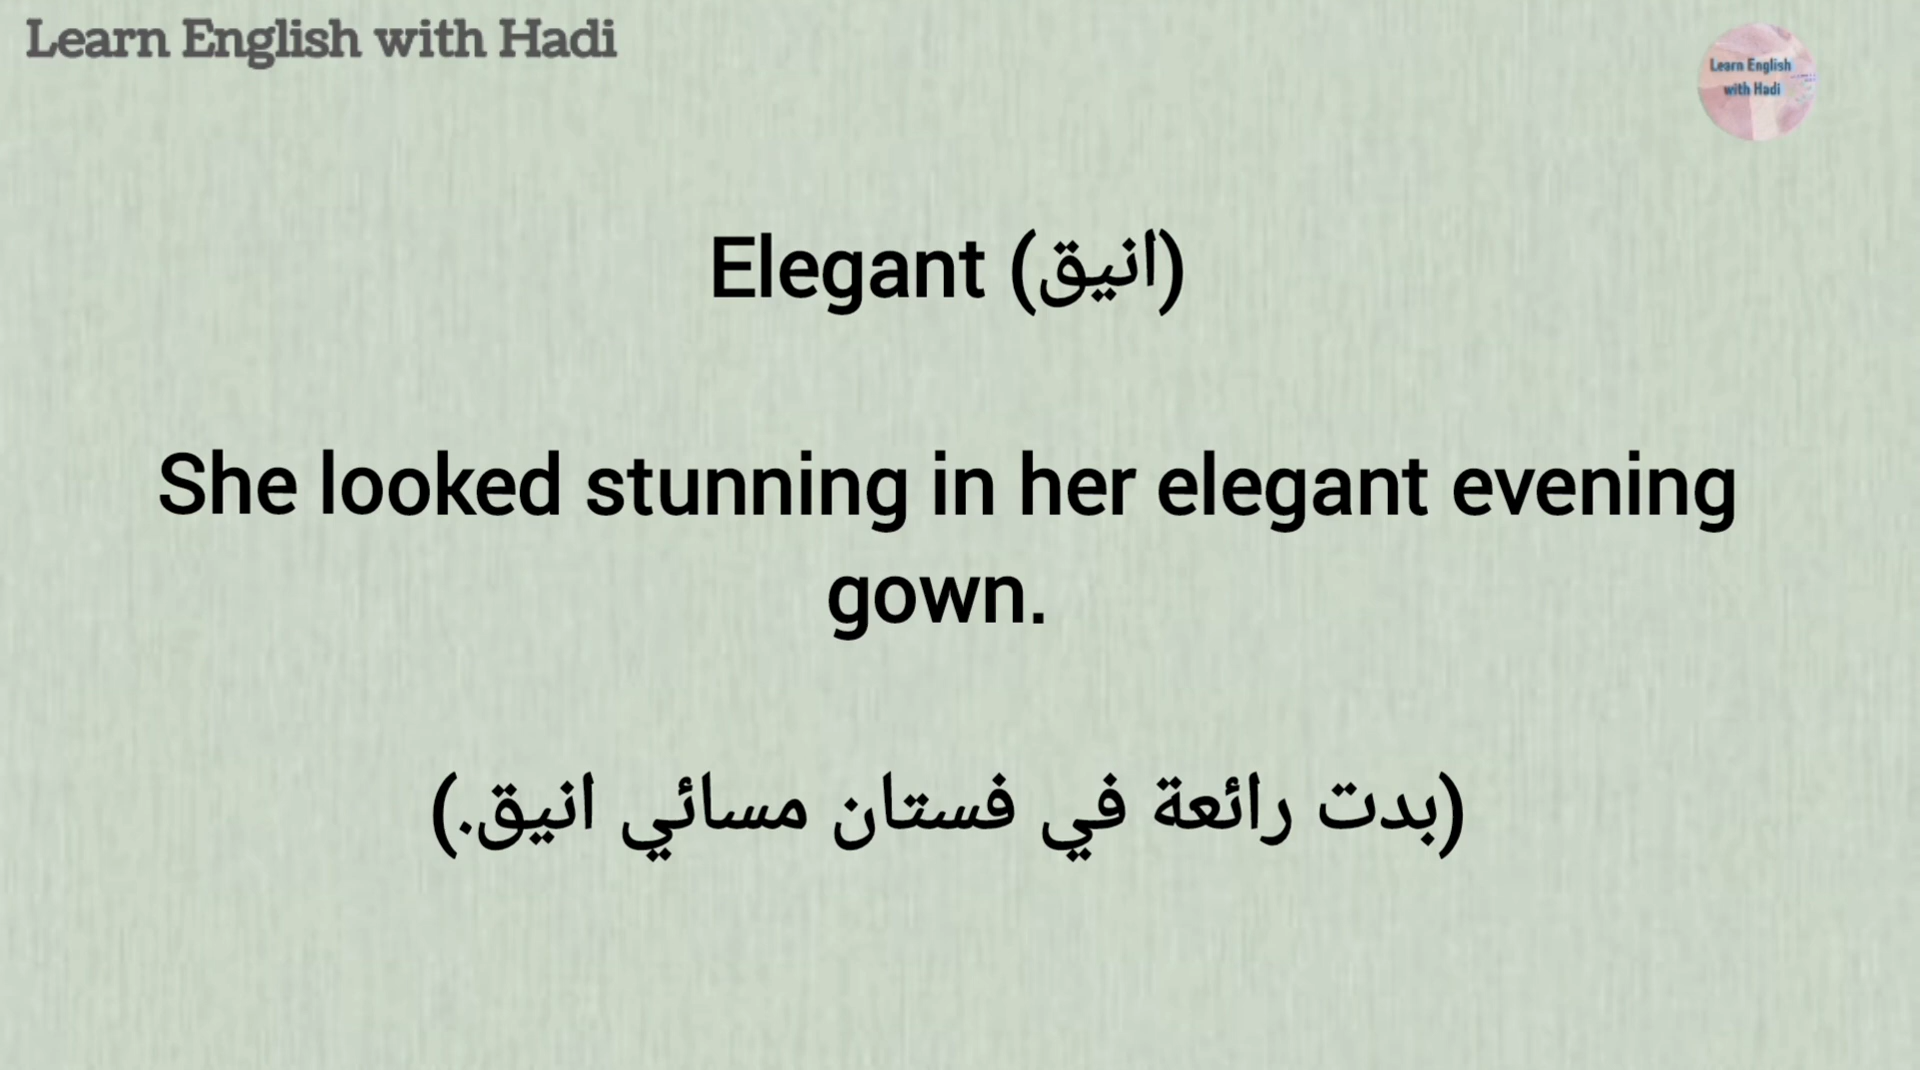 Learn English with Hadi
Learn English
with Hadi
Elegant (انيق)
She looked stunning in her elegant evening
gown.
(بدت رائعة في فستان مسائي انيق.)